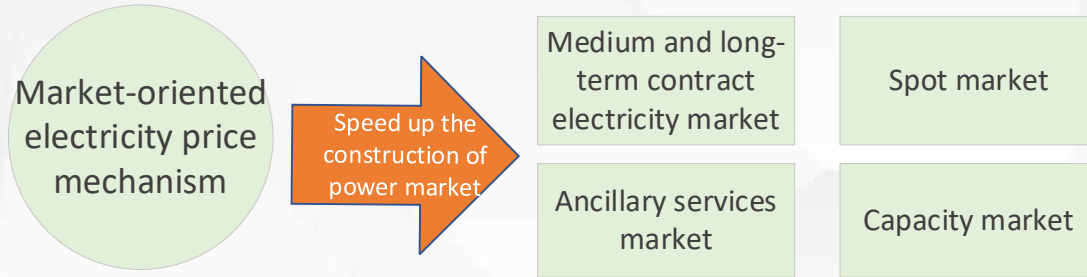 Market-oriented
electricity price
mechanism
Speed up the
construction of
power market
Medium and long-
term contract
electricity market
Spot market
Ancillary services
market
Capacity market